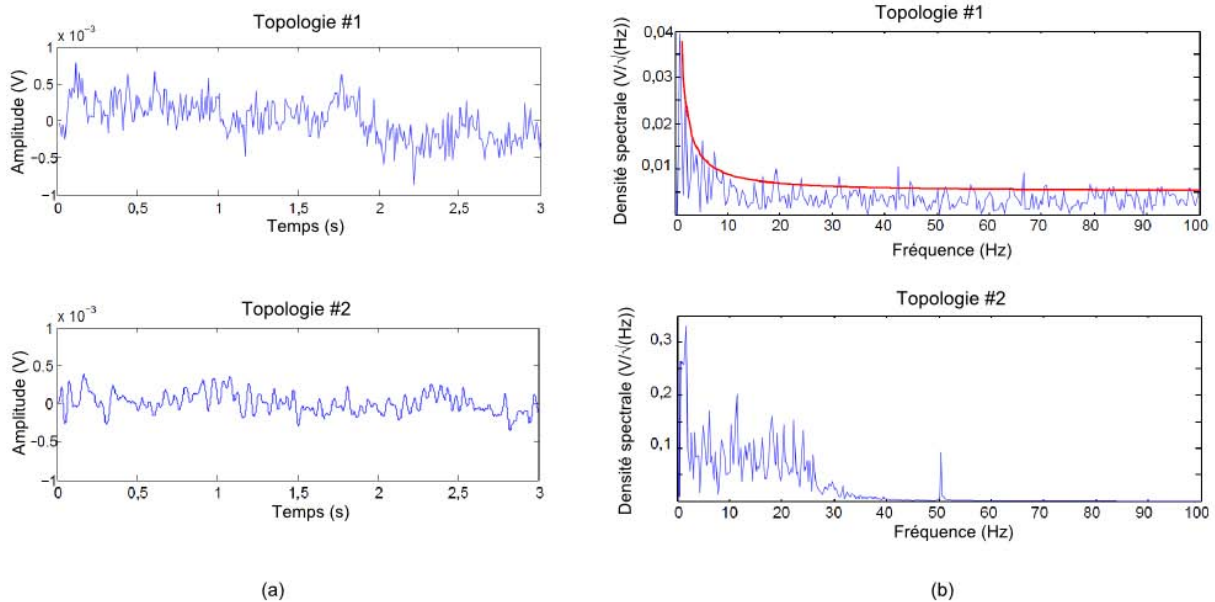 Topologie #1
x 10⁻³
1
0.5
0
−0.5
−1
Amplitude (V)
0 0,5 1 1,5 2 2,5 3
Temps (s)
Topologie #2
x 10⁻³
1
0.5
0
−0.5
−1
Amplitude (V)
0 0,5 1 1,5 2 2,5 3
Temps (s)
(a)
Topologie #1
0,04
0,03
0.02
0,01
Densité spectrale (V/√(Hz))
0 10 20 30 40 50 60 70 80 90 100
Fréquence (Hz)
Topologie #2
0,3
0,2
0,1
Densité spectrale (V/√(Hz))
0 10 20 30 40 50 60 70 80 90 100
Fréquence (Hz)
(b)